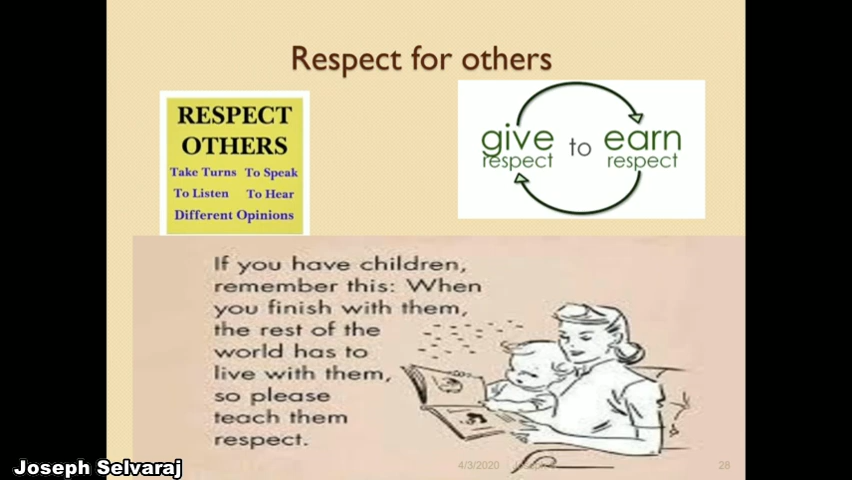 Respect for others
RESPECT
OTHERS
Take Turns To Speak
To Listen To Hear
Different Opinions
give to earn
respect respect
If you have children,
remember this: When
you finish with them,
the rest of the
world has to
live with them,
so please
teach them
respect.
4/3/2020
28
Joseph Selvaraj